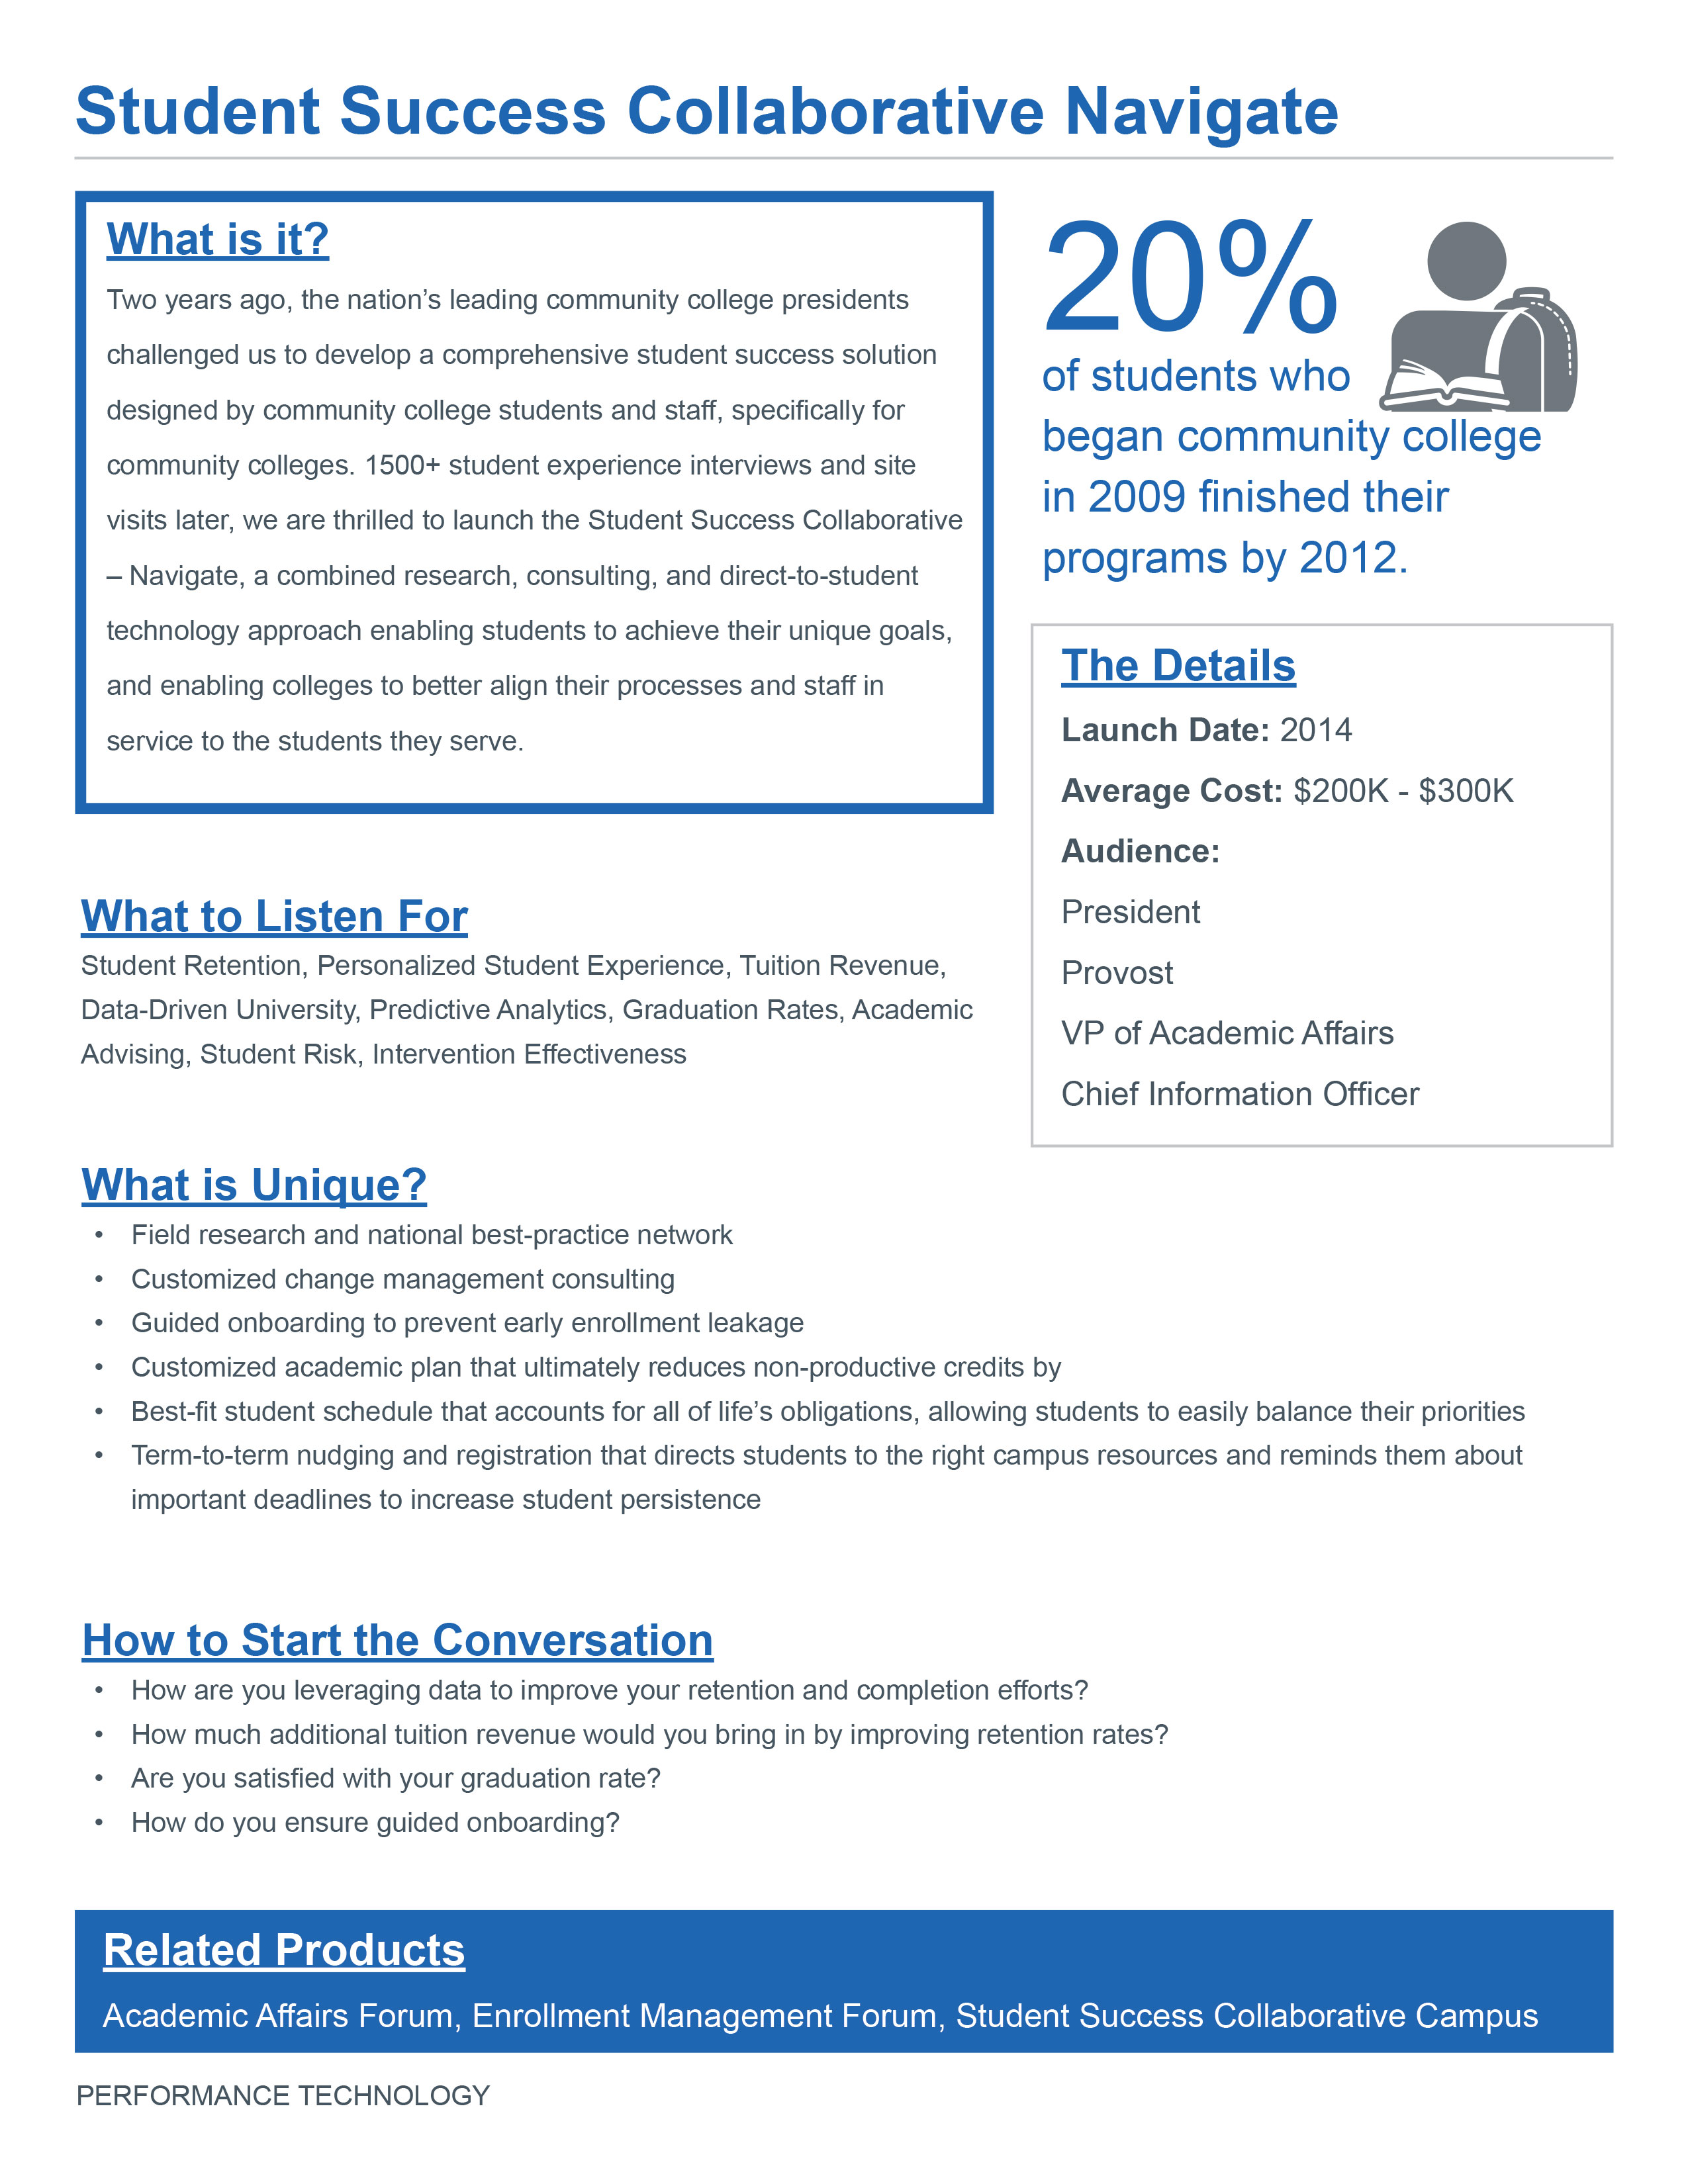 Student Success Collaborative Navigate
What is it?
Two years ago, the nation’s leading community college presidents
challenged us to develop a comprehensive student success solution
designed by community college students and staff, specifically for
community colleges. 1500+ student experience interviews and site
visits later, we are thrilled to launch the Student Success Collaborative
– Navigate, a combined research, consulting, and direct-to-student
technology approach enabling students to achieve their unique goals,
and enabling colleges to better align their processes and staff in
service to the students they serve.
20%
of students who
began community college
in 2009 finished their
programs by 2012.
The Details
Launch Date: 2014
Average Cost: $200K - $300K
Audience:
President
Provost
VP of Academic Affairs
Chief Information Officer
What to Listen For
Student Retention, Personalized Student Experience, Tuition Revenue,
Data-Driven University, Predictive Analytics, Graduation Rates, Academic
Advising, Student Risk, Intervention Effectiveness
What is Unique?
• Field research and national best-practice network
• Customized change management consulting
• Guided onboarding to prevent early enrollment leakage
• Customized academic plan that ultimately reduces non-productive credits by
• Best-fit student schedule that accounts for all of life’s obligations, allowing students to easily balance their priorities
• Term-to-term nudging and registration that directs students to the right campus resources and reminds them about
important deadlines to increase student persistence
How to Start the Conversation
• How are you leveraging data to improve your retention and completion efforts?
• How much additional tuition revenue would you bring in by improving retention rates?
• Are you satisfied with your graduation rate?
• How do you ensure guided onboarding?
Related Products
Academic Affairs Forum, Enrollment Management Forum, Student Success Collaborative Campus
PERFORMANCE TECHNOLOGY